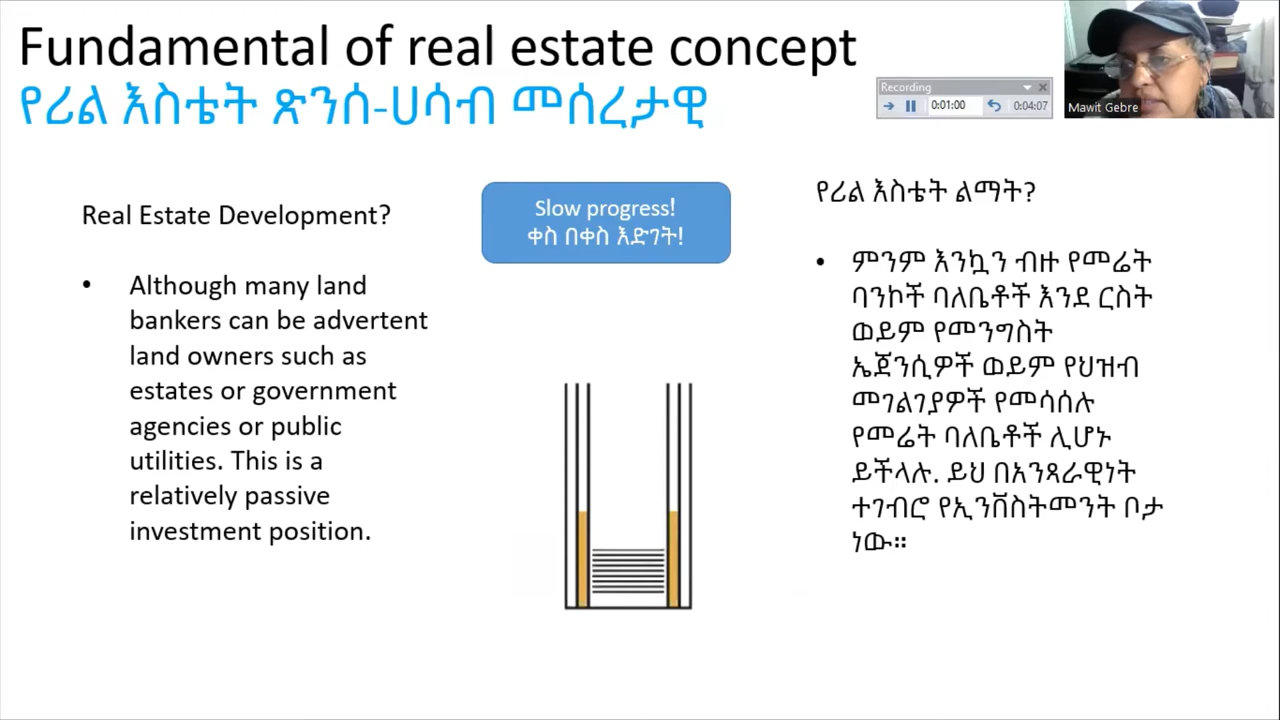 Fundamental of real estate concept
የሪል እስቴት ጽንሰ-ሀሳብ መሰረታዊ
Recording
0:01:00
0:04:07
Mawit Gebre
Real Estate Development?
Although many land
bankers can be advertent
land owners such as
estates or government
agencies or public
utilities. This is a
relatively passive
investment position.
Slow progress!
ቀስ በቀስ እድገት!
የሪል እስቴት ልማት?
ምንም እንኳን ብዙ የመሬት
ባንኮች ባለቤቶች እንደ ርስት
ወይም የመንግስት
ኤጀንሲዎች ወይም የህዝብ
መገልገያዎች የመሳሰሉ
የመሬት ባለቤቶች ሊሆኑ
ይችላሉ. ይህ በአንጻራዊነት
ተገብሮ የኢንቨስትመንት ቦታ
ነው።